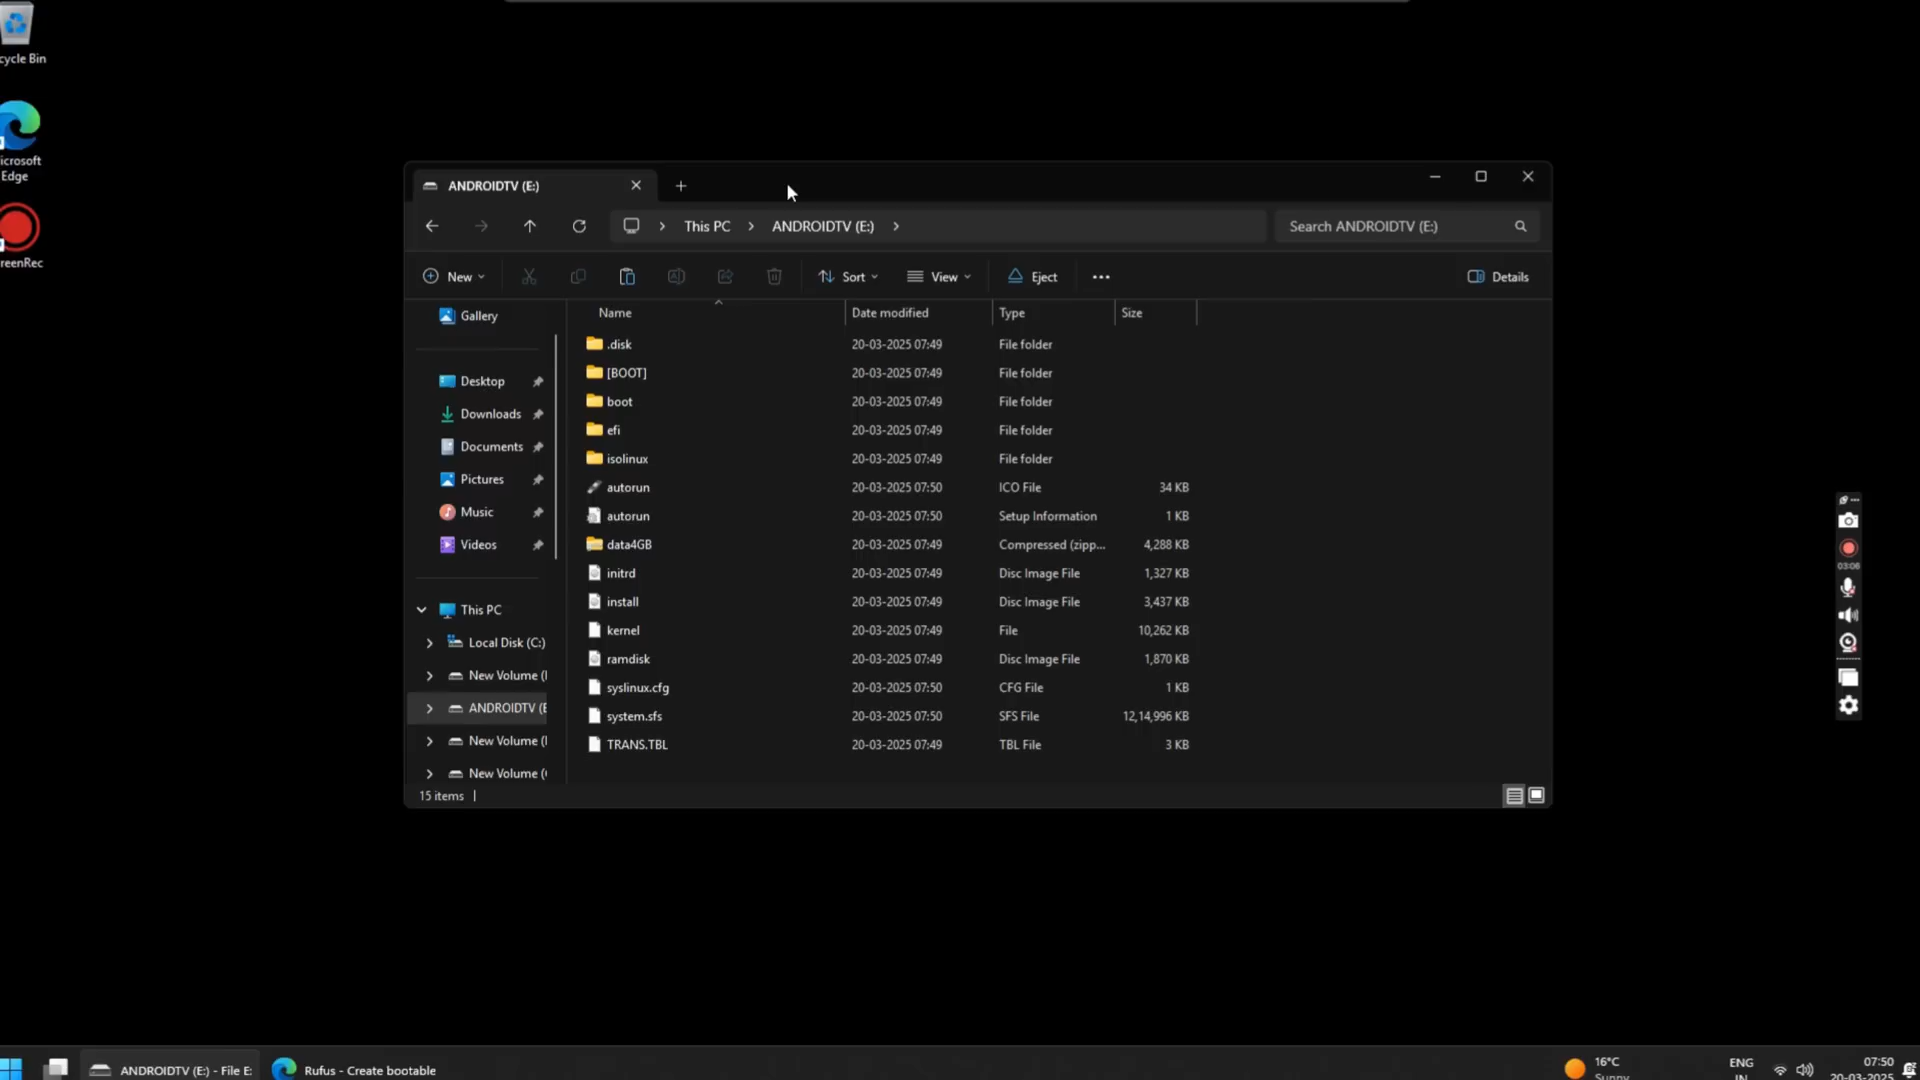 cycle Bin
icrosoft
Edge
reenRec
ANDROIDTV (E:)
This PC
ANDROIDTV (E:)
Search ANDROIDTV (E:)
New
Sort
View
Eject
Details
Name
Date modified
Type
Size
Gallery
Desktop
Downloads
Documents
Pictures
Music
Videos
This PC
Local Disk (C:)
New Volume (
ANDROIDTV (E
New Volume (
New Volume (
.disk 20-03-2025 07:49 File folder
[BOOT] 20-03-2025 07:49 File folder
boot 20-03-2025 07:49 File folder
efi 20-03-2025 07:49 File folder
isolinux 20-03-2025 07:49 File folder
autorun 20-03-2025 07:50 ICO File 34 KB
autorun 20-03-2025 07:50 Setup Information 1 KB
data4GB 20-03-2025 07:49 Compressed (zipp... 4,288 KB
initrd 20-03-2025 07:49 Disc Image File 1,327 KB
install 20-03-2025 07:49 Disc Image File 3,437 KB
kernel 20-03-2025 07:49 File 10,262 KB
ramdisk 20-03-2025 07:49 Disc Image File 1,870 KB
syslinux.cfg 20-03-2025 07:50 CFG File 1 KB
system.sfs 20-03-2025 07:50 SFS File 12,14,996 KB
TRANS.TBL 20-03-2025 07:49 TBL File 3 KB
15 items
03:06
ANDROIDTV (E:) - File E:
Rufus - Create bootable
16°C
Sunny
ENG
IN
07:50
20-03-2025